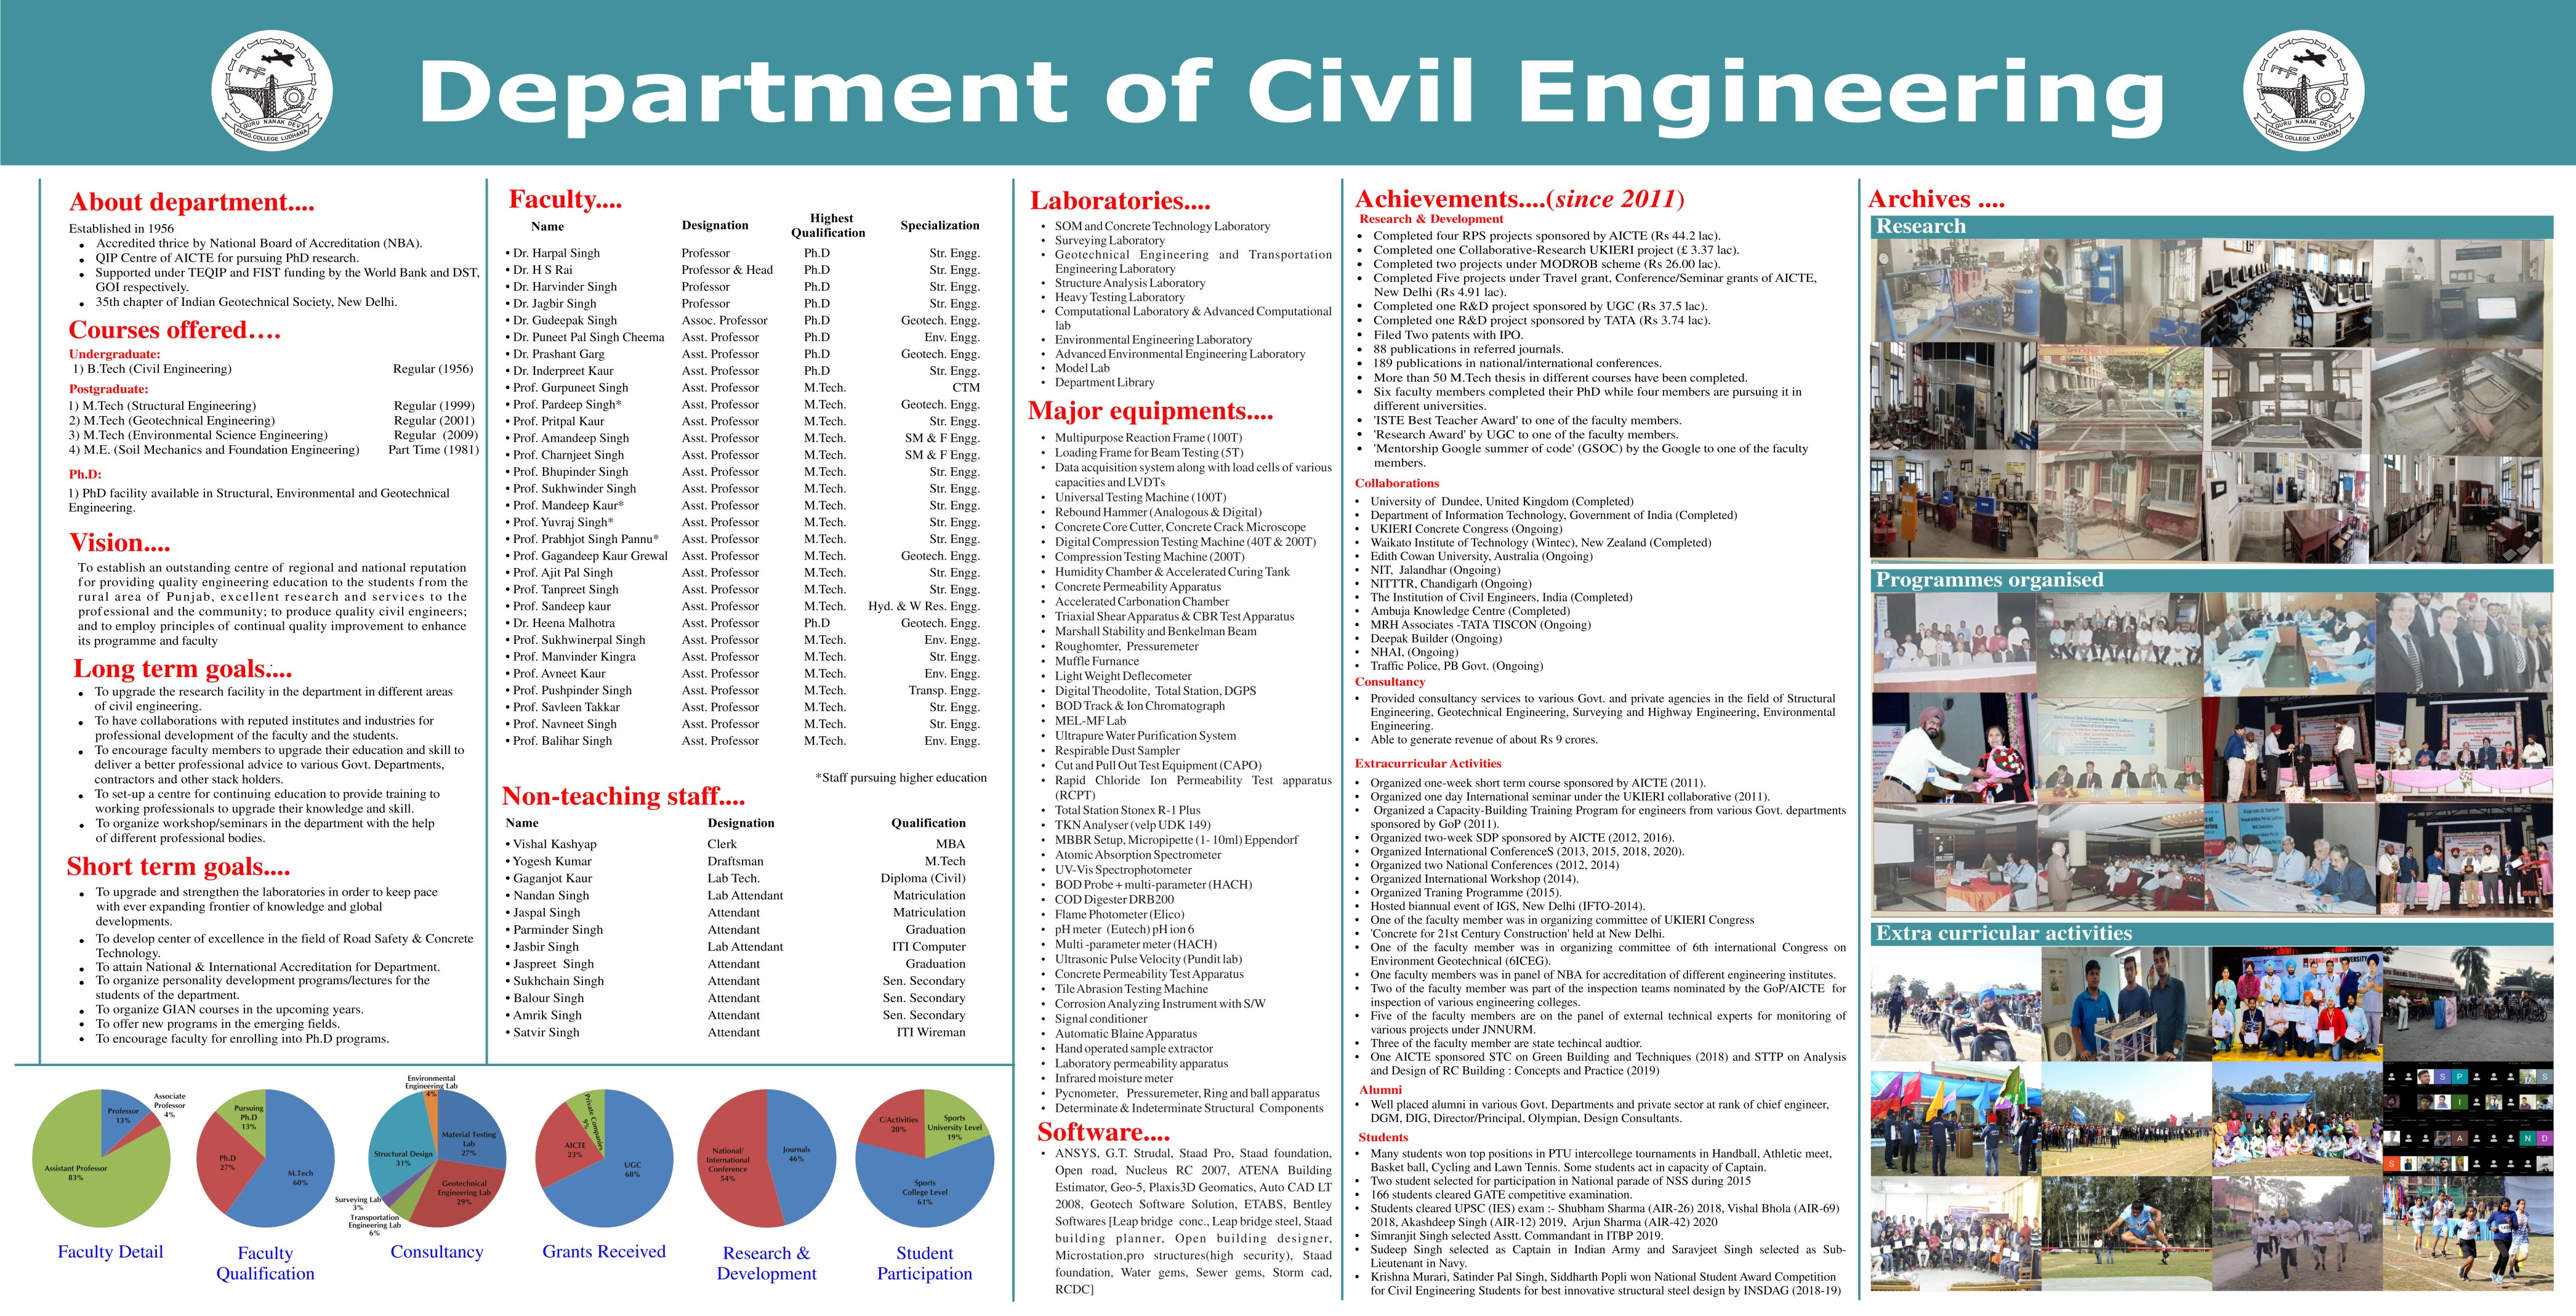 Department of Civil Engineering
GURU NANAK DEV
ENGG. COLLEGE LUDHIANA
GURU NANAK DEV
ENGG. COLLEGE LUDHIANA
About department....
Established in 1956
• Accredited thrice by National Board of Accreditation (NBA).
• QIP Centre of AICTE for pursuing PhD research.
• Supported under TEQIP and FIST funding by the World Bank and DST,
GOI respectively.
• 35th chapter of Indian Geotechnical Society, New Delhi.
Courses offered....
Undergraduate:
1) B.Tech (Civil Engineering) Regular (1956)
Postgraduate:
1) M.Tech (Structural Engineering) Regular (1999)
2) M.Tech (Geotechnical Engineering) Regular (2001)
3) M.Tech (Environmental Science Engineering) Regular (2009)
4) M.E. (Soil Mechanics and Foundation Engineering) Part Time (1981)
Ph.D:
1) PhD facility available in Structural, Environmental and Geotechnical
Engineering.
Vision....
To establish an outstanding centre of regional and national reputation
for providing quality engineering education to the students from the
rural area of Punjab, excellent research and services to the
professional and the community; to produce quality civil engineers;
and to employ principles of continual quality improvement to enhance
its programme and faculty
Long term goals....
• To upgrade the research facility in the department in different areas
of civil engineering.
• To have collaborations with reputed institutes and industries for
professional development of the faculty and the students.
• To encourage faculty members to upgrade their education and skill to
deliver a better professional advice to various Govt. Departments,
contractors and other stack holders.
• To set-up a centre for continuing education to provide training to
working professionals to upgrade their knowledge and skill.
• To organize workshop/seminars in the department with the help
of different professional bodies.
Short term goals....
• To upgrade and strengthen the laboratories in order to keep pace
with ever expanding frontier of knowledge and global
developments.
• To develop center of excellence in the field of Road Safety & Concrete
Technology.
• To attain National & International Accreditation for Department.
• To organize personality development programs/lectures for the
students of the department.
• To organize GIAN courses in the upcoming years.
• To offer new programs in the emerging fields.
• To encourage faculty for enrolling into Ph.D programs.
Faculty....
Name Designation Highest Qualification Specialization
• Dr. Harpal Singh Professor Ph.D Str. Engg.
• Dr. H S Rai Professor & Head Ph.D Str. Engg.
• Dr. Harvinder Singh Professor Ph.D Str. Engg.
• Dr. Jagbir Singh Professor Ph.D Str. Engg.
• Dr. Gudeepak Singh Assoc. Professor Ph.D Geotech. Engg.
• Dr. Puneet Pal Singh Cheema Asst. Professor Ph.D Env. Engg.
• Dr. Prashant Garg Asst. Professor Ph.D Geotech. Engg.
• Dr. Inderpreet Kaur Asst. Professor Ph.D Str. Engg.
• Prof. Gurpuneet Singh Asst. Professor M.Tech. CTM
• Prof. Pardeep Singh* Asst. Professor M.Tech. Geotech. Engg.
• Prof. Pritpal Kaur Asst. Professor M.Tech. Str. Engg.
• Prof. Amandeep Singh Asst. Professor M.Tech. SM & F Engg.
• Prof. Charnjeet Singh Asst. Professor M.Tech. SM & F Engg.
• Prof. Bhupinder Singh Asst. Professor M.Tech. Str. Engg.
• Prof. Sukhwinder Singh Asst. Professor M.Tech. Str. Engg.
• Prof. Mandeep Kaur* Asst. Professor M.Tech. Str. Engg.
• Prof. Yuvraj Singh* Asst. Professor M.Tech. Str. Engg.
• Prof. Prabhjot Singh Pannu* Asst. Professor M.Tech. Str. Engg.
• Prof. Gagandeep Kaur Grewal Asst. Professor M.Tech. Geotech. Engg.
• Prof. Ajit Pal Singh Asst. Professor M.Tech. Str. Engg.
• Prof. Tanpreet Singh Asst. Professor M.Tech. Str. Engg.
• Prof. Sandeep kaur Asst. Professor M.Tech. Hyd. & W Res. Engg.
• Dr. Heena Malhotra Asst. Professor Ph.D Geotech. Engg.
• Prof. Sukhwinerpal Singh Asst. Professor M.Tech. Env. Engg.
• Prof. Manvinder Kingra Asst. Professor M.Tech. Str. Engg.
• Prof. Avneet Kaur Asst. Professor M.Tech. Env. Engg.
• Prof. Pushpinder Singh Asst. Professor M.Tech. Transp. Engg.
• Prof. Savleen Takkar Asst. Professor M.Tech. Str. Engg.
• Prof. Navneet Singh Asst. Professor M.Tech. Str. Engg.
• Prof. Balihar Singh Asst. Professor M.Tech. Env. Engg.
*Staff pursuing higher education
Non-teaching staff....
Name Designation Qualification
• Vishal Kashyap Clerk MBA
• Yogesh Kumar Draftsman M.Tech
• Gaganjot Kaur Lab Tech. Diploma (Civil)
• Nandan Singh Lab Attendant Matriculation
• Jaspal Singh Attendant Matriculation
• Parminder Singh Attendant Graduation
• Jasbir Singh Lab Attendant ITI Computer
• Jaspreet Singh Attendant Graduation
• Sukhchain Singh Attendant Sen. Secondary
• Balour Singh Attendant Sen. Secondary
• Amrik Singh Attendant Sen. Secondary
• Satvir Singh Attendant ITI Wireman
Professor 13%
Associate Professor 4%
Assistant Professor 83%
Faculty Detail
Pursuing Ph.D 13%
Ph.D 27%
M.Tech 60%
Faculty
Qualification
Environmental Engineering Lab 4%
Material Testing Lab 27%
Structural Design 31%
Geotechnical Engineering Lab 29%
Surveying Lab 3%
Transportation Engineering Lab 6%
Consultancy
Private Companies 9%
AICTE 23%
UGC 68%
Grants Received
National/ International Conference 54%
Journals 46%
Research &
Development
C/Activities 20%
Sports University Level 19%
Sports College Level 61%
Student
Participation
Laboratories....
• SOM and Concrete Technology Laboratory
• Surveying Laboratory
• Geotechnical Engineering and Transportation
Engineering Laboratory
• Structure Analysis Laboratory
• Heavy Testing Laboratory
• Computational Laboratory & Advanced Computational
lab
• Environmental Engineering Laboratory
• Advanced Environmental Engineering Laboratory
• Model Lab
• Department Library
Major equipments....
• Multipurpose Reaction Frame (100T)
• Loading Frame for Beam Testing (5T)
• Data acquisition system along with load cells of various
capacities and LVDTs
• Universal Testing Machine (100T)
• Rebound Hammer (Analogous & Digital)
• Concrete Core Cutter, Concrete Crack Microscope
• Digital Compression Testing Machine (40T & 200T)
• Compression Testing Machine (200T)
• Humidity Chamber & Accelerated Curing Tank
• Concrete Permeability Apparatus
• Accelerated Carbonation Chamber
• Triaxial Shear Apparatus & CBR Test Apparatus
• Marshall Stability and Benkelman Beam
• Roughomter, Pressuremeter
• Muffle Furnance
• Light Weight Deflecometer
• Digital Theodolite, Total Station, DGPS
• BOD Track & Ion Chromatograph
• MEL-MF Lab
• Ultrapure Water Purification System
• Respirable Dust Sampler
• Cut and Pull Out Test Equipment (CAPO)
• Rapid Chloride Ion Permeability Test apparatus
(RCPT)
• Total Station Stonex R-1 Plus
• TKN Analyser (velp UDK 149)
• MBBR Setup, Micropipette (1- 10ml) Eppendorf
• Atomic Absorption Spectrometer
• UV-Vis Spectrophotometer
• BOD Probe + multi-parameter (HACH)
• COD Digester DRB200
• Flame Photometer (Elico)
• pH meter (Eutech) pH ion 6
• Multi -parameter meter (HACH)
• Ultrasonic Pulse Velocity (Pundit lab)
• Concrete Permeability Test Apparatus
• Tile Abrasion Testing Machine
• Corrosion Analyzing Instrument with S/W
• Signal conditioner
• Automatic Blaine Apparatus
• Hand operated sample extractor
• Laboratory permeability apparatus
• Infrared moisture meter
• Pycnometer, Pressuremeter, Ring and ball apparatus
• Determinate & Indeterminate Structural Components
Software....
• ANSYS, G.T. Strudal, Staad Pro, Staad foundation,
Open road, Nucleus RC 2007, ATENA Building
Estimator, Geo-5, Plaxis3D Geomatics, Auto CAD LT
2008, Geotech Software Solution, ETABS, Bentley
Softwares [Leap bridge conc., Leap bridge steel, Staad
building planner, Open building designer,
Microstation,pro structures(high security), Staad
foundation, Water gems, Sewer gems, Storm cad,
RCDC]
Achievements....(since 2011)
Research & Development
• Completed four RPS projects sponsored by AICTE (Rs 44.2 lac).
• Completed one Collaborative-Research UKIERI project (£ 3.37 lac).
• Completed two projects under MODROB scheme (Rs 26.00 lac).
• Completed Five projects under Travel grant, Conference/Seminar grants of AICTE,
New Delhi (Rs 4.91 lac).
• Completed one R&D project sponsored by UGC (Rs 37.5 lac).
• Completed one R&D project sponsored by TATA (Rs 3.74 lac).
• Filed Two patents with IPO.
• 88 publications in referred journals.
• 189 publications in national/international conferences.
• More than 50 M.Tech thesis in different courses have been completed.
• Six faculty members completed their PhD while four members are pursuing it in
different universities.
• 'ISTE Best Teacher Award' to one of the faculty members.
• 'Research Award' by UGC to one of the faculty members.
• 'Mentorship Google summer of code' (GSOC) by the Google to one of the faculty
members.
Collaborations
• University of Dundee, United Kingdom (Completed)
• Department of Information Technology, Government of India (Completed)
• UKIERI Concrete Congress (Ongoing)
• Waikato Institute of Technology (Wintec), New Zealand (Completed)
• Edith Cowan University, Australia (Ongoing)
• NIT, Jalandhar (Ongoing)
• NITTTR, Chandigarh (Ongoing)
• The Institution of Civil Engineers, India (Completed)
• Ambuja Knowledge Centre (Completed)
• MRH Associates -TATA TISCON (Ongoing)
• Deepak Builder (Ongoing)
• NHAI, (Ongoing)
• Traffic Police, PB Govt. (Ongoing)
Consultancy
• Provided consultancy services to various Govt. and private agencies in the field of Structural
Engineering, Geotechnical Engineering, Surveying and Highway Engineering, Environmental
Engineering.
• Able to generate revenue of about Rs 9 crores.
Extracurricular Activities
• Organized one-week short term course sponsored by AICTE (2011).
• Organized one day International seminar under the UKIERI collaborative (2011).
• Organized a Capacity-Building Training Program for engineers from various Govt. departments
sponsored by GoP (2011).
• Organized two-week SDP sponsored by AICTE (2012, 2016).
• Organized International ConferenceS (2013, 2015, 2018, 2020).
• Organized two National Conferences (2012, 2014)
• Organized International Workshop (2014).
• Organized Traning Programme (2015).
• Hosted biannual event of IGS, New Delhi (IFTO-2014).
• One of the faculty member was in organizing committee of UKIERI Congress
• 'Concrete for 21st Century Construction' held at New Delhi.
• One of the faculty member was in organizing committee of 6th international Congress on
Environment Geotechnical (6ICEG).
• One faculty members was in panel of NBA for accreditation of different engineering institutes.
• Two of the faculty member was part of the inspection teams nominated by the GoP/AICTE for
inspection of various engineering colleges.
• Five of the faculty members are on the panel of external technical experts for monitoring of
various projects under JNNURM.
• Three of the faculty member are state techincal audtior.
• One AICTE sponsored STC on Green Building and Techniques (2018) and STTP on Analysis
and Design of RC Building : Concepts and Practice (2019)
Alumni
• Well placed alumni in various Govt. Departments and private sector at rank of chief engineer,
DGM, DIG, Director/Principal, Olympian, Design Consultants.
Students
• Many students won top positions in PTU intercollege tournaments in Handball, Athletic meet,
Basket ball, Cycling and Lawn Tennis. Some students act in capacity of Captain.
• Two student selected for participation in National parade of NSS during 2015
• 166 students cleared GATE competitive examination.
• Students cleared UPSC (IES) exam :- Shubham Sharma (AIR-26) 2018, Vishal Bhola (AIR-69)
2018, Akashdeep Singh (AIR-12) 2019, Arjun Sharma (AIR-42) 2020
• Simranjit Singh selected Asstt. Commandant in ITBP 2019.
• Sudeep Singh selected as Captain in Indian Army and Saravjeet Singh selected as Sub-
Lieutenant in Navy.
• Krishna Murari, Satinder Pal Singh, Siddharth Popli won National Student Award Competition
for Civil Engineering Students for best innovative structural steel design by INSDAG (2018-19)
Archives ....
Research
Programmes organised
Extra curricular activities